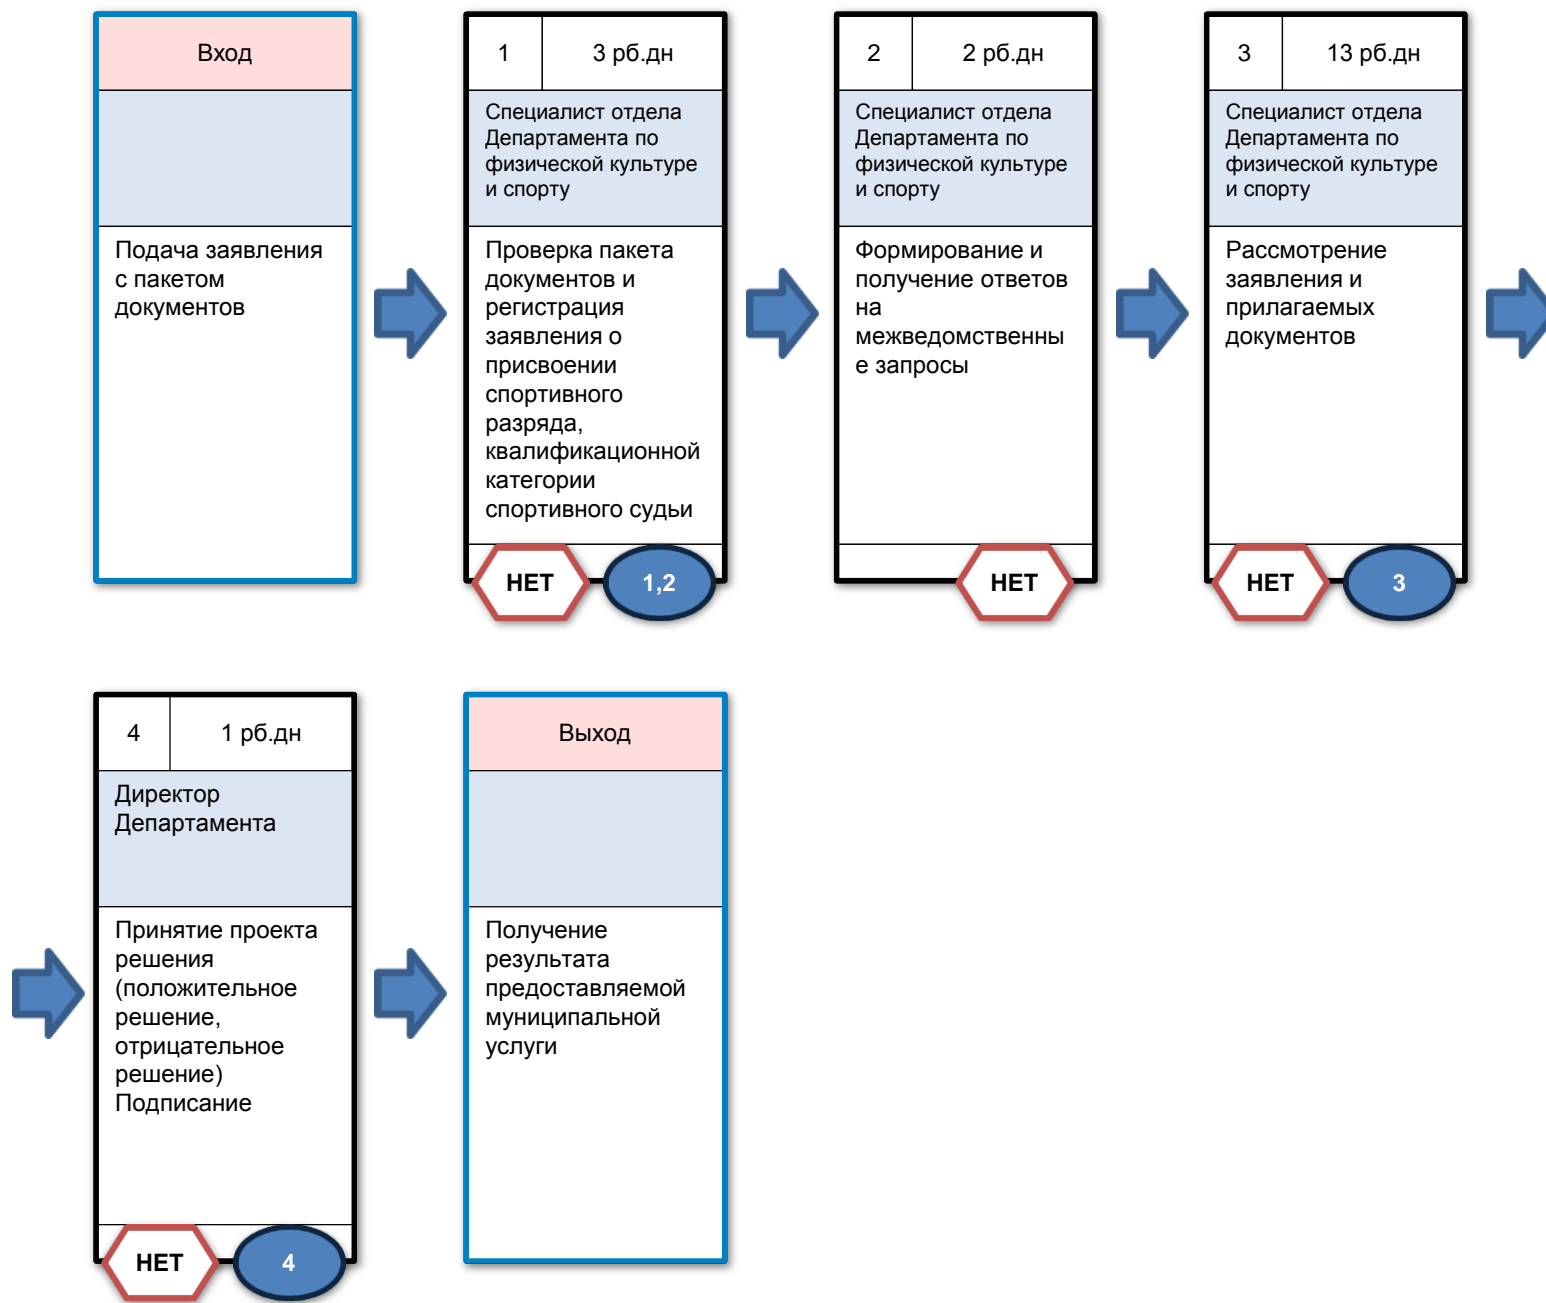 Вход
Подача заявления
с пакетом
документов
1
3 рб.дн
Специалист отдела
Департамента по
физической культуре
и спорту
Проверка пакета
документов и
регистрация
заявления о
присвоении
спортивного
разряда,
квалификационной
категории
спортивного судьи
НЕТ
1,2
2
2 рб.дн
Специалист отдела
Департамента по
физической культуре
и спорту
Формирование и
получение ответов
на
межведомственны
е запросы
НЕТ
3
13 рб.дн
Специалист отдела
Департамента по
физической культуре
и спорту
Рассмотрение
заявления и
прилагаемых
документов
НЕТ
3
4
1 рб.дн
Директор
Департамента
Принятие проекта
решения
(положительное
решение,
отрицательное
решение)
Подписание
НЕТ
4
Выход
Получение
результата
предоставляемой
муниципальной
услуги